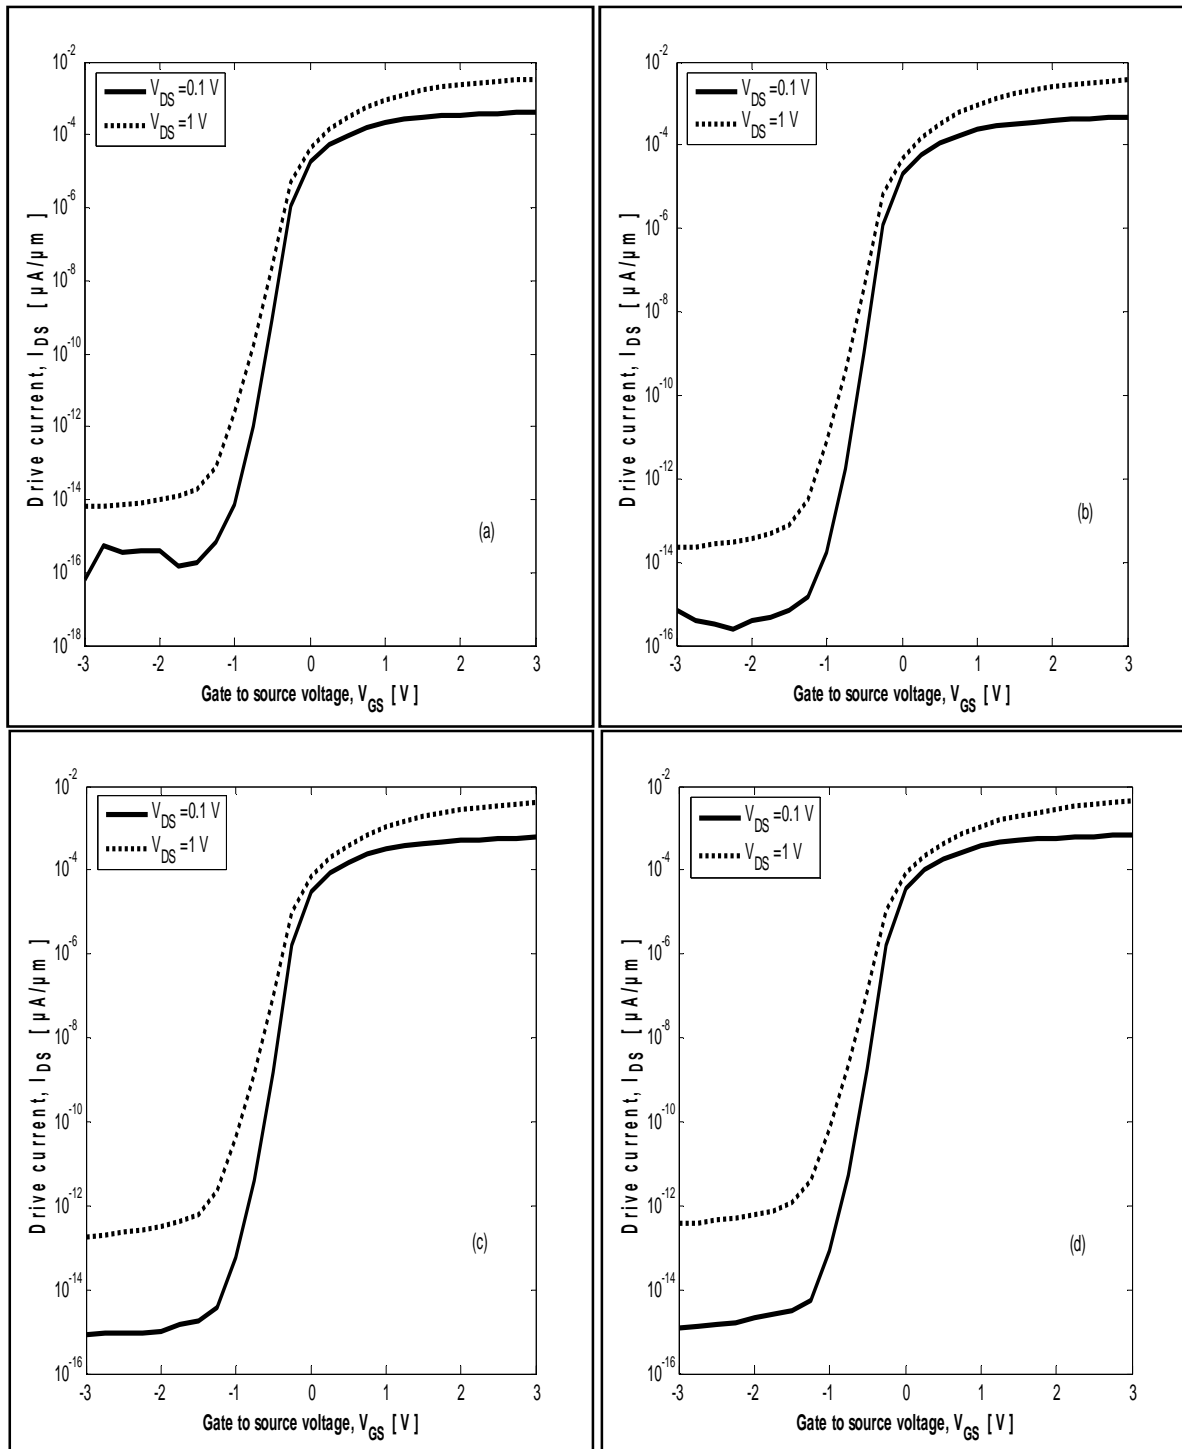 10^-2
V_DS =0.1 V
V_DS =1 V
10^-4
10^-6
10^-8
10^-10
10^-12
10^-14
10^-16
10^-18
Drive current, I_DS [ µA/µm ]
(a)
-3 -2 -1 0 1 2 3
Gate to source voltage, V_GS [ V ]
10^-2
V_DS =0.1 V
V_DS =1 V
10^-4
10^-6
10^-8
10^-10
10^-12
10^-14
10^-16
Drive current, I_DS [ µA/µm ]
(b)
-3 -2 -1 0 1 2 3
Gate to source voltage, V_GS [ V ]
10^-2
V_DS =0.1 V
V_DS =1 V
10^-4
10^-6
10^-8
10^-10
10^-12
10^-14
10^-16
Drive current, I_DS [ µA/µm ]
(c)
-3 -2 -1 0 1 2 3
Gate to source voltage, V_GS [ V ]
10^-2
V_DS =0.1 V
V_DS =1 V
10^-4
10^-6
10^-8
10^-10
10^-12
10^-14
10^-16
Drive current, I_DS [ µA/µm ]
(d)
-3 -2 -1 0 1 2 3
Gate to source voltage, V_GS [ V ]